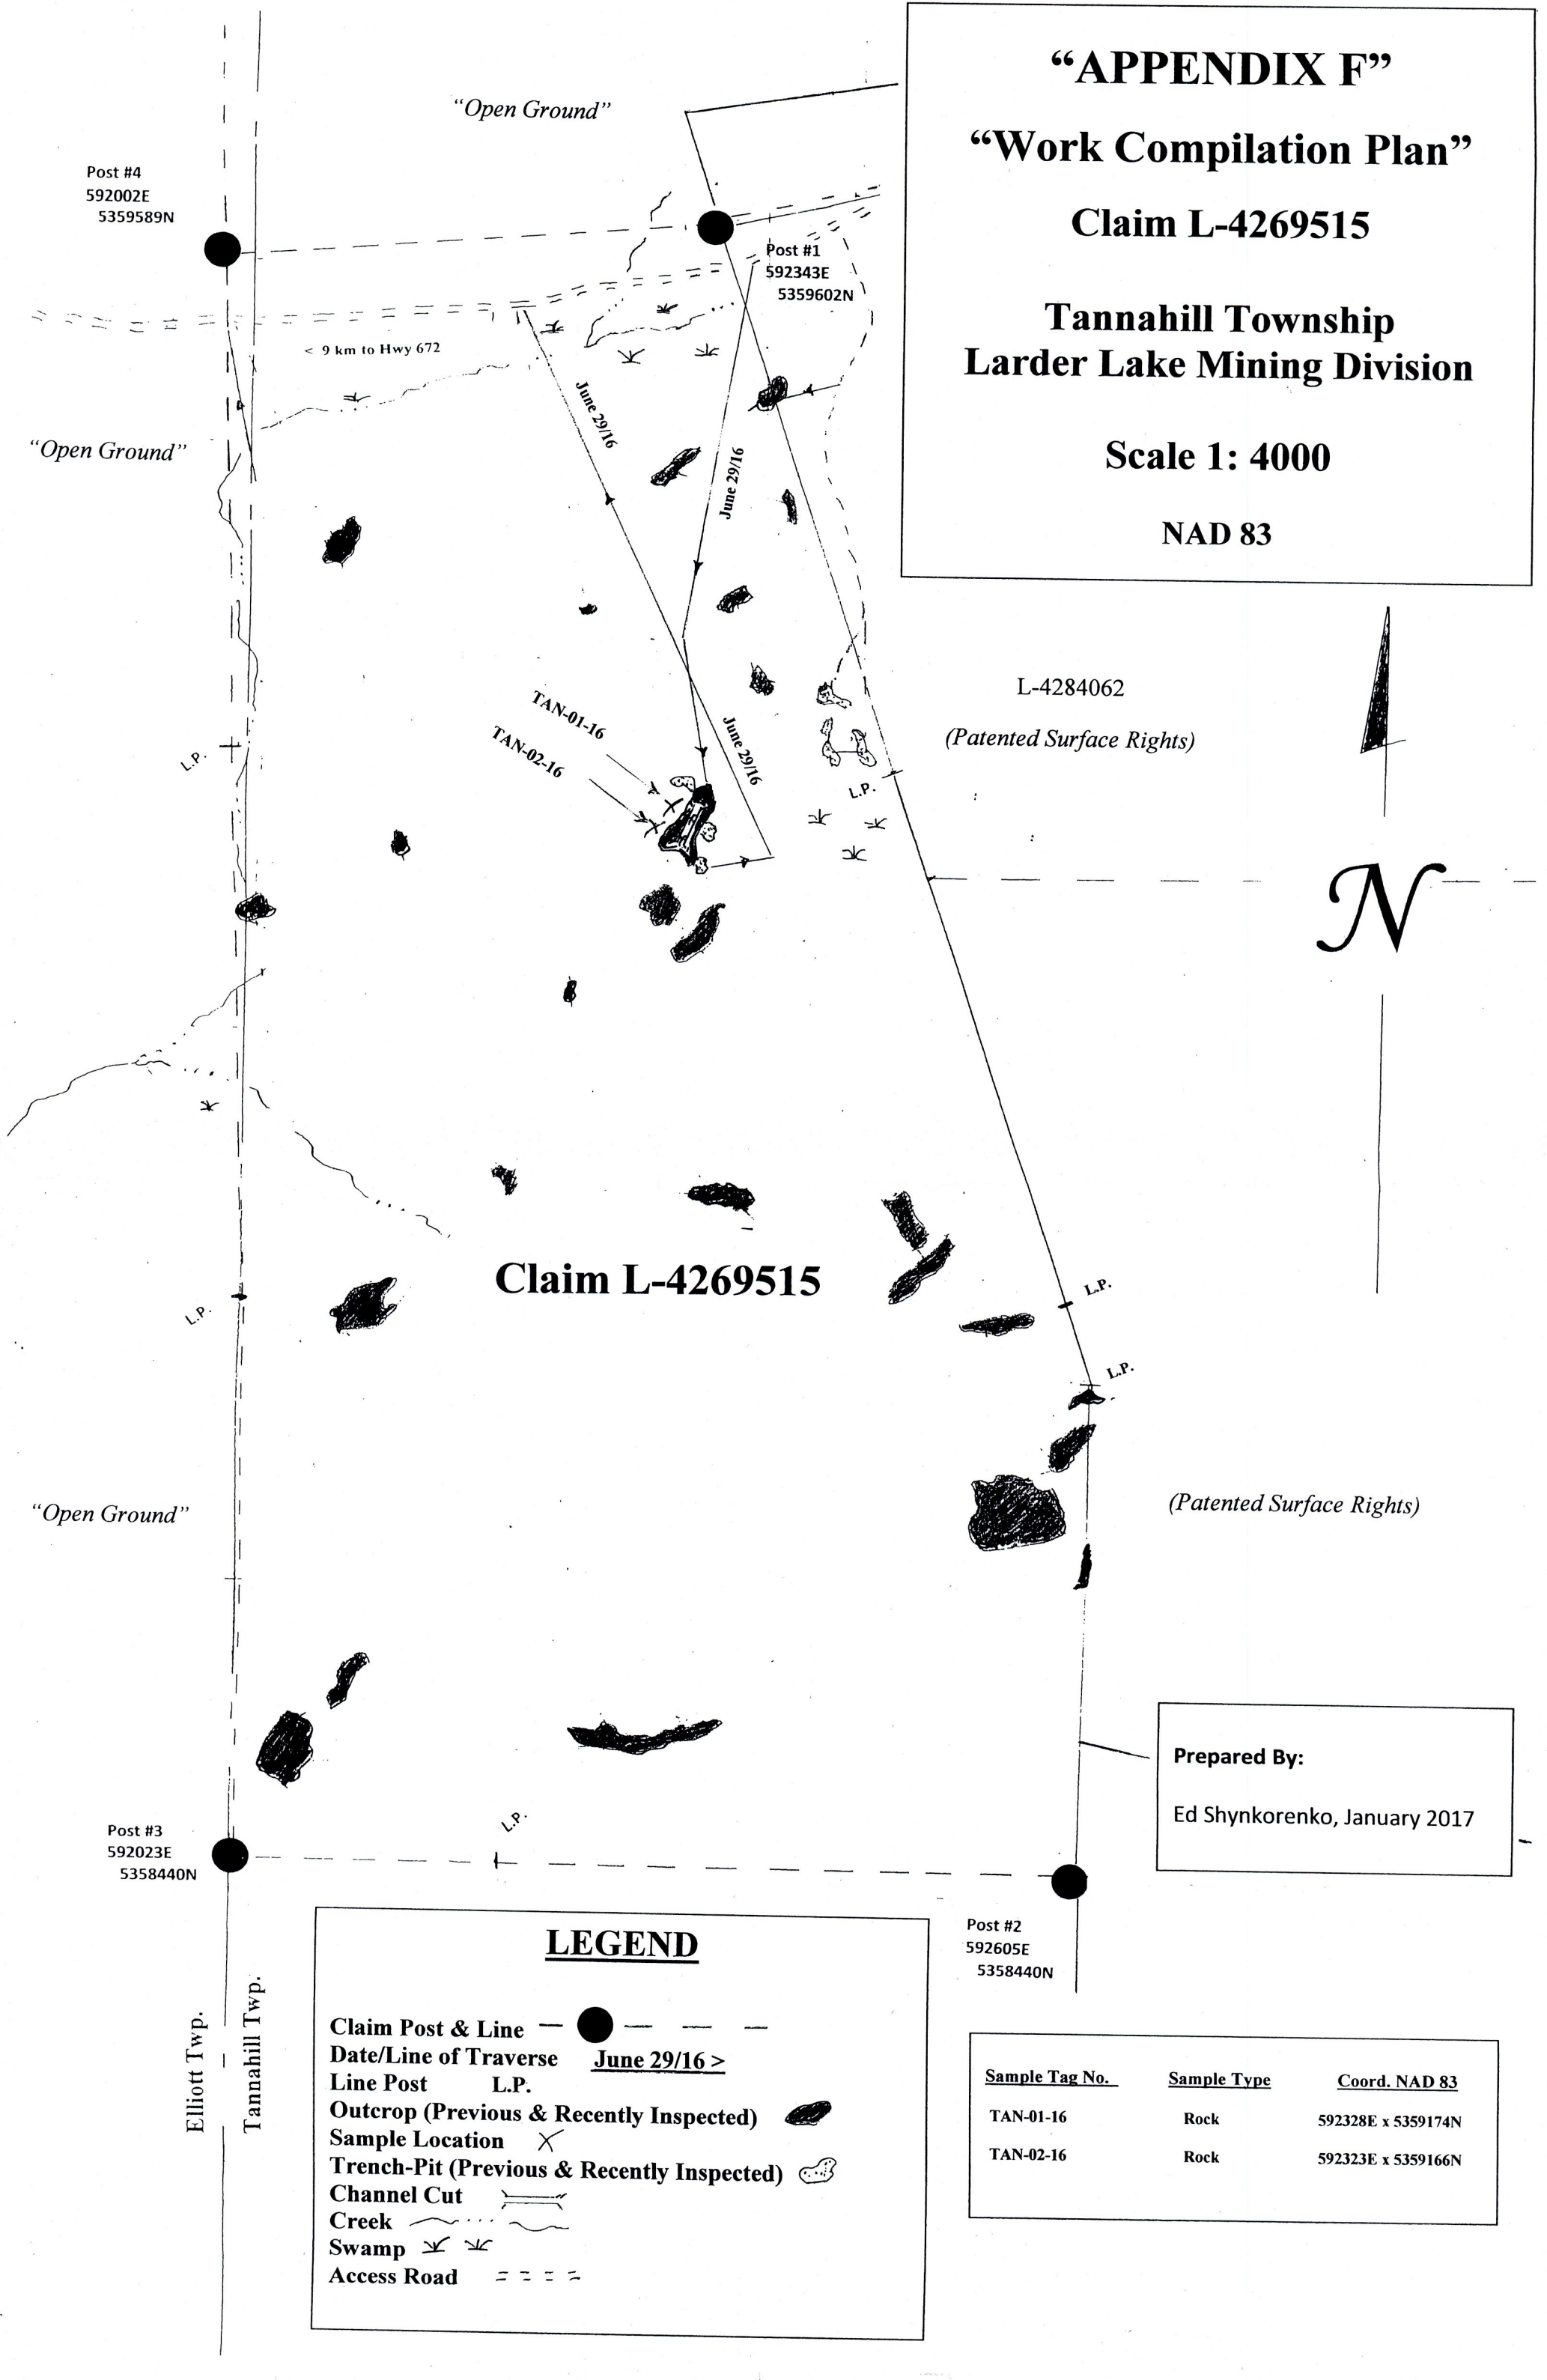 “APPENDIX F”
“Work Compilation Plan”
Claim L-4269515
Tannahill Township
Larder Lake Mining Division
Scale 1: 4000
NAD 83
“Open Ground”
Post #4
592002E
5359589N
Post #1
592343E
5359602N
< 9 km to Hwy 672
“Open Ground”
June 29/16
June 29/16
June 29/16
TAN-01-16
TAN-02-16
L.P.
L.P.
L-4284062
(Patented Surface Rights)
N
Claim L-4269515
L.P.
L.P.
L.P.
“Open Ground”
(Patented Surface Rights)
Prepared By:
Ed Shynkorenko, January 2017
Post #3
592023E
5358440N
L.P.
Post #2
592605E
5358440N
Elliott Twp.
Tannahill Twp.
LEGEND
Claim Post & Line
Date/Line of Traverse June 29/16 >
Line Post L.P.
Outcrop (Previous & Recently Inspected)
Sample Location
Trench-Pit (Previous & Recently Inspected)
Channel Cut
Creek
Swamp
Access Road
Sample Tag No. Sample Type Coord. NAD 83
TAN-01-16 Rock 592328E x 5359174N
TAN-02-16 Rock 592323E x 5359166N